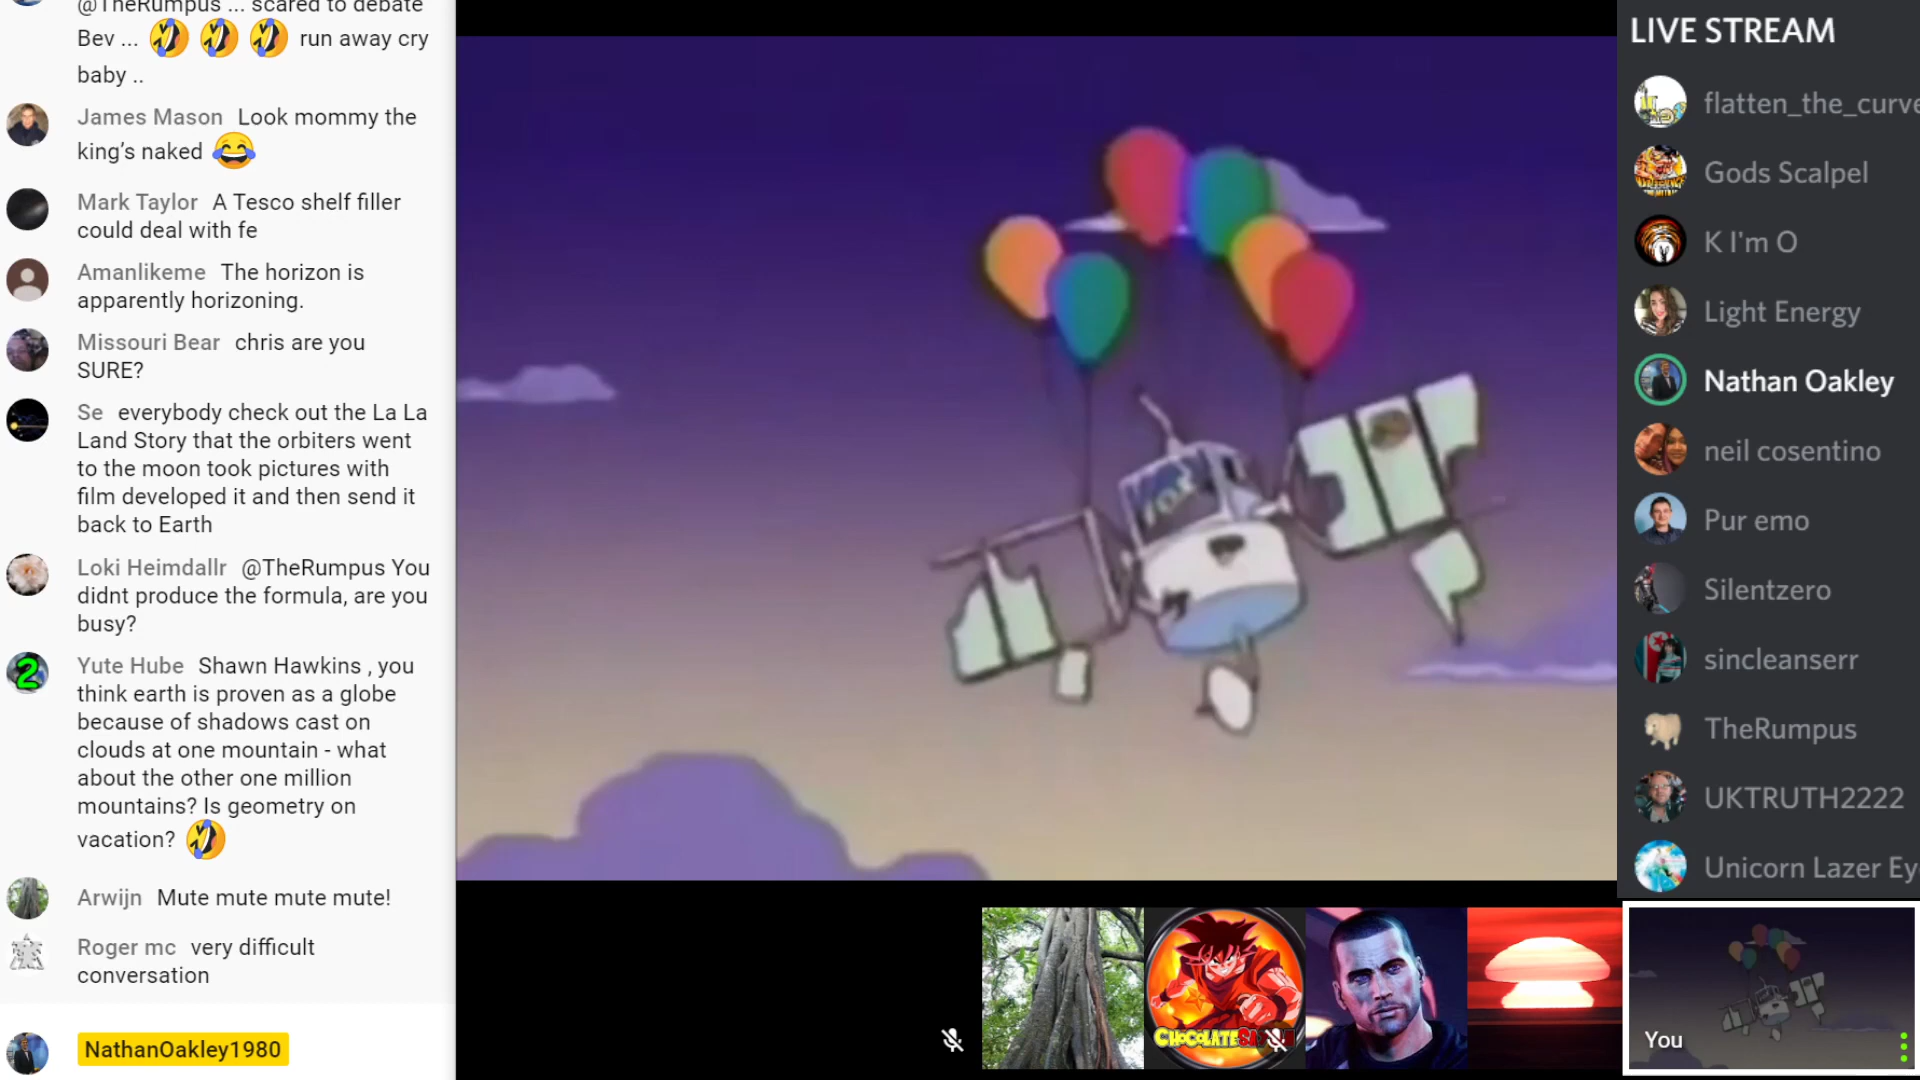 @TheRumpus ... scared to debate
Bev ... 🤣 🤣 🤣 run away cry
baby ..
James Mason Look mommy the
king’s naked 😂
Mark Taylor A Tesco shelf filler
could deal with fe
Amanlikeme The horizon is
apparently horizoning.
Missouri Bear chris are you
SURE?
Se everybody check out the La La
Land Story that the orbiters went
to the moon took pictures with
film developed it and then send it
back to Earth
Loki Heimdallr @TheRumpus You
didnt produce the formula, are you
busy?
2
Yute Hube Shawn Hawkins , you
think earth is proven as a globe
because of shadows cast on
clouds at one mountain - what
about the other one million
mountains? Is geometry on
vacation? 🤣
Arwijn Mute mute mute mute!
Roger mc very difficult
conversation
NathanOakley1980
LIVE STREAM
flatten_the_curve
Gods Scalpel
K I'm O
Light Energy
Nathan Oakley
neil cosentino
Pur emo
Silentzero
sincleanserr
TheRumpus
UKTRUTH2222
Unicorn Lazer Ey
You